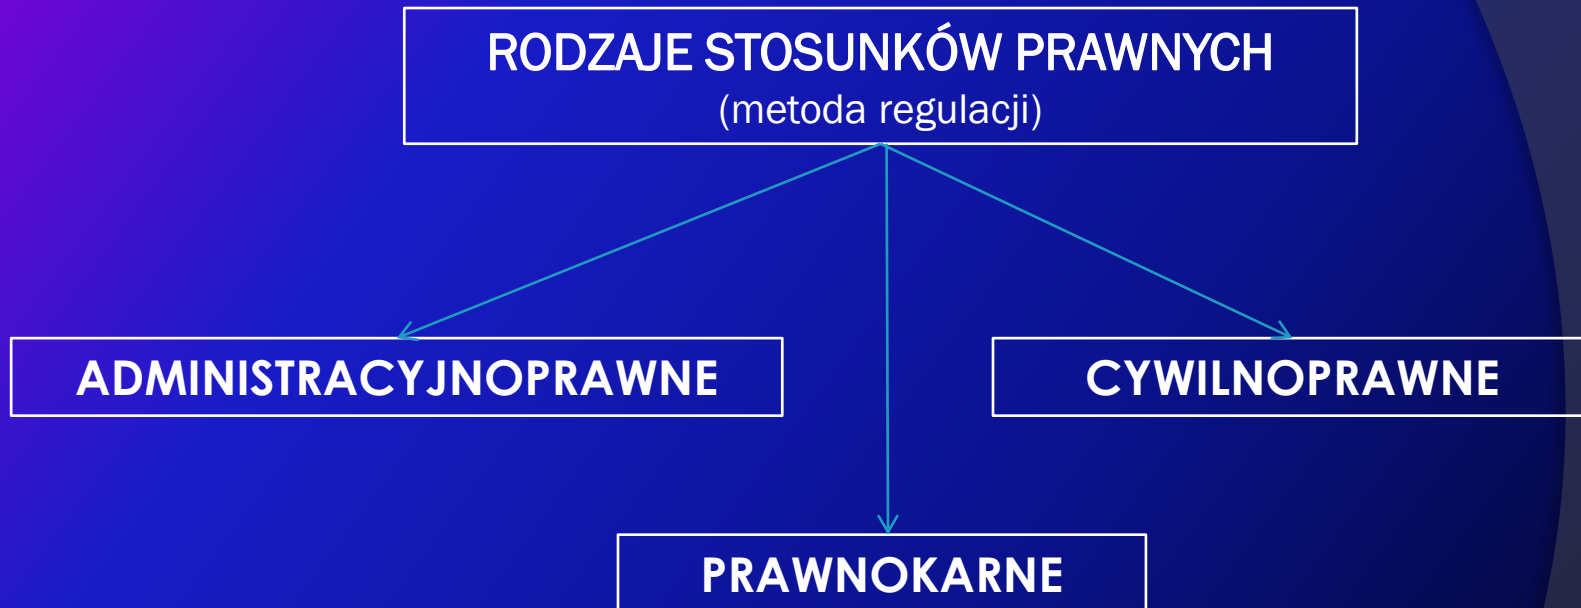 RODZAJE STOSUNKÓW PRAWNYCH
(metoda regulacji)
ADMINISTRACYJNOPRAWNE
CYWILNOPRAWNE
PRAWNOKARNE